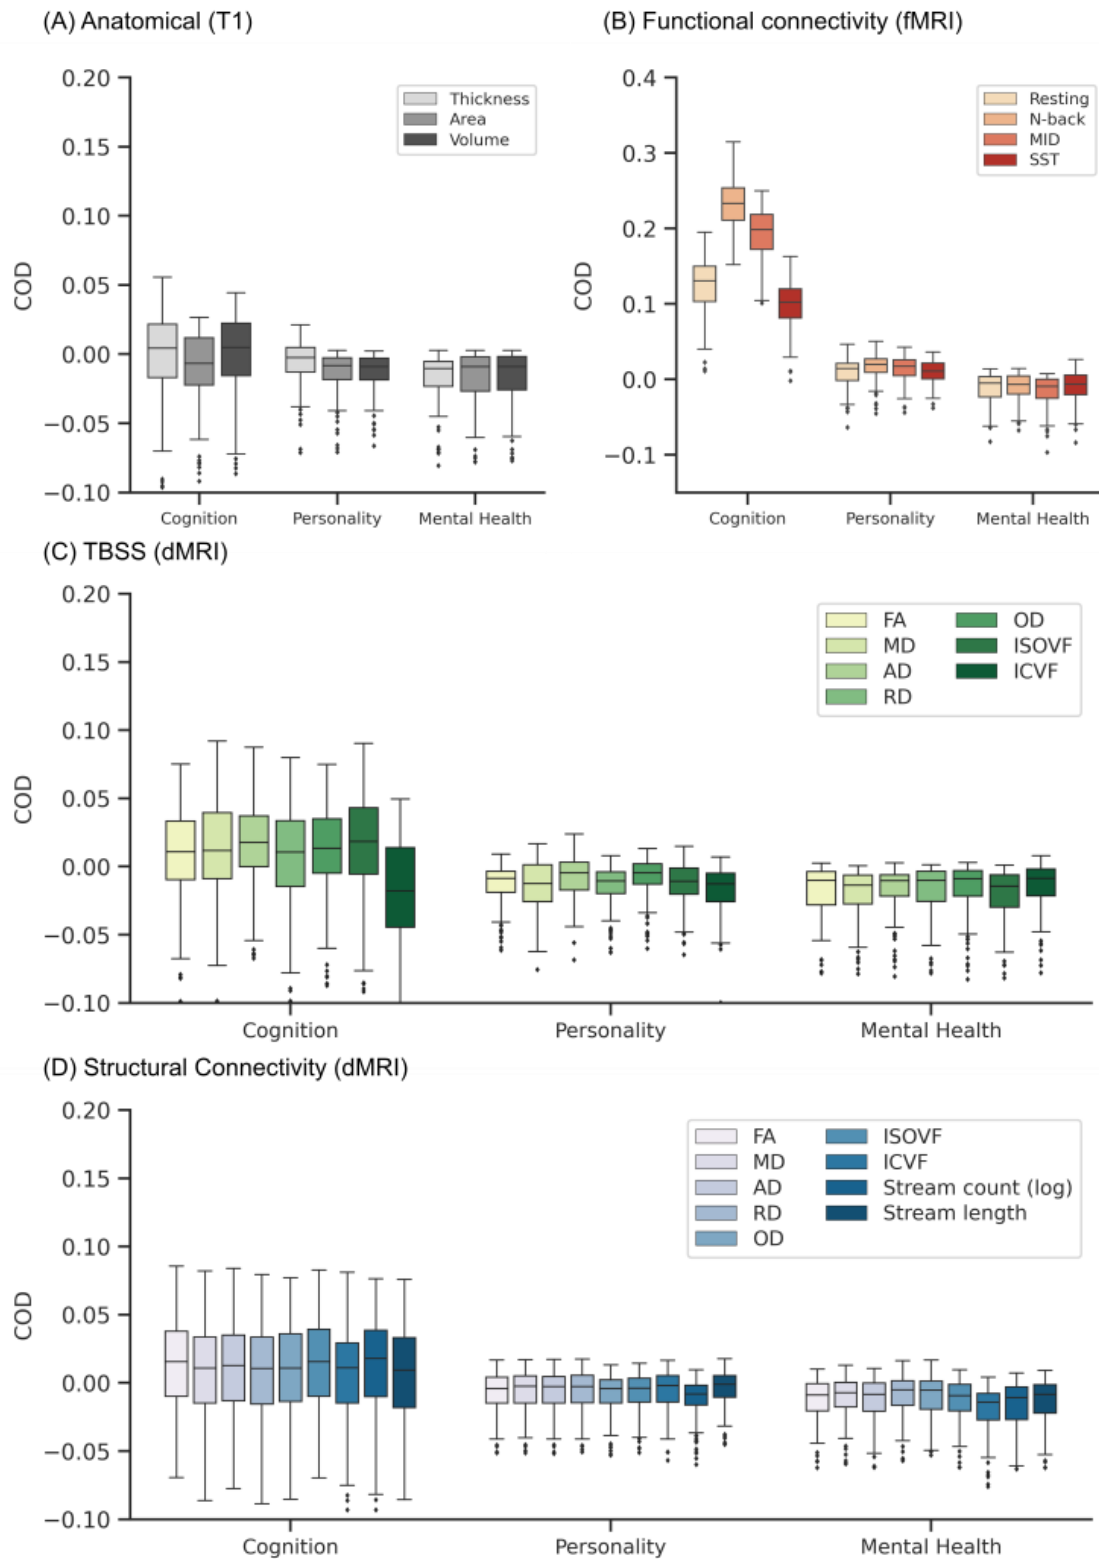 (A) Anatomical (T1)
0.20
0.15
0.10
0.05
0.00
−0.05
−0.10
COD
Thickness
Area
Volume
Cognition
Personality
Mental Health
(B) Functional connectivity (fMRI)
0.4
0.3
0.2
0.1
0.0
−0.1
COD
Resting
N-back
MID
SST
Cognition
Personality
Mental Health
(C) TBSS (dMRI)
0.20
0.15
0.10
0.05
0.00
−0.05
−0.10
COD
FA
MD
AD
RD
OD
ISOVF
ICVF
Cognition
Personality
Mental Health
(D) Structural Connectivity (dMRI)
0.20
0.15
0.10
0.05
0.00
−0.05
−0.10
COD
FA
MD
AD
RD
OD
ISOVF
ICVF
Stream count (log)
Stream length
Cognition
Personality
Mental Health